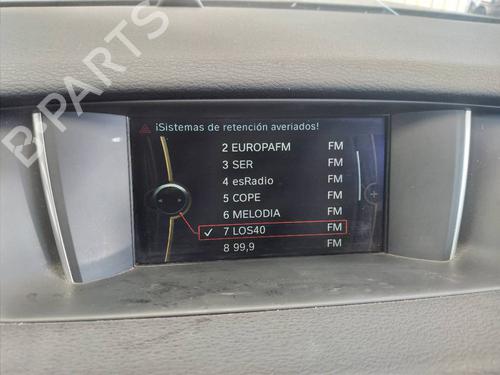 B-PARTS
¡Sistemas de retención averiados!
2 EUROPAFM FM
3 SER FM
4 esRadio FM
5 COPE FM
6 MELODIA FM
✓ 7 LOS40 FM
8 99,9 FM